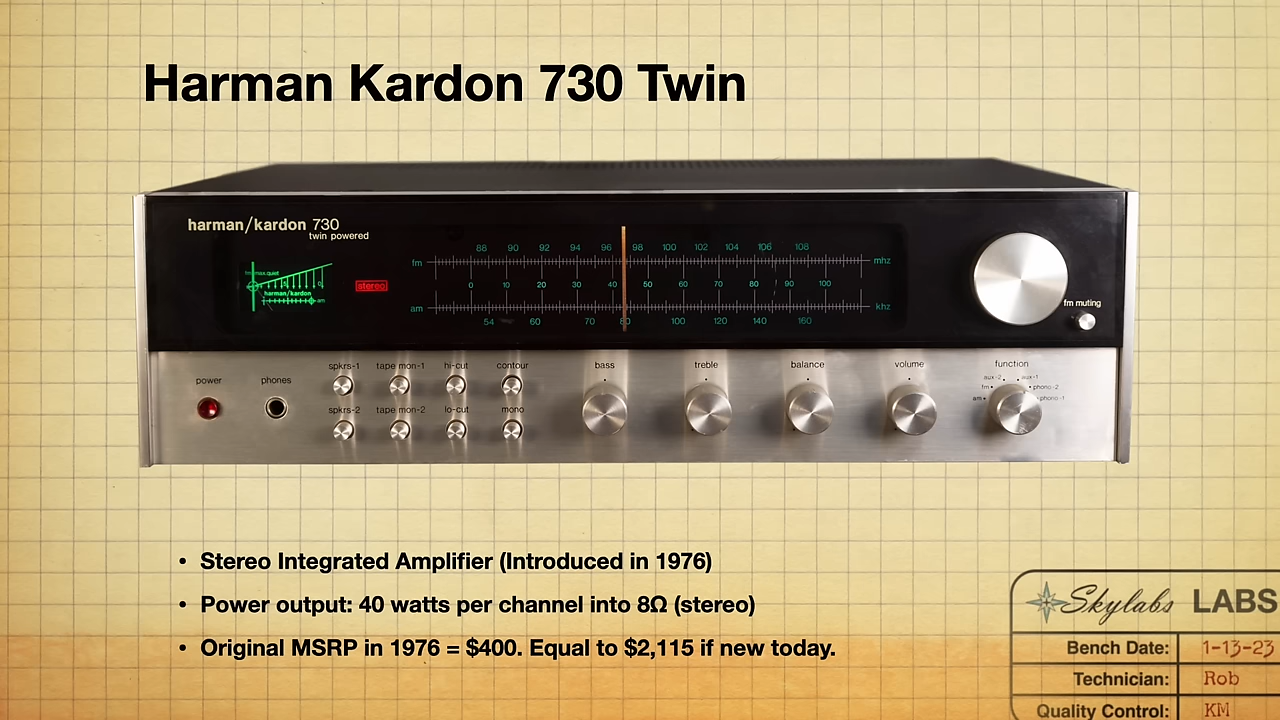 Harman Kardon 730 Twin
harman/kardon 730
twin powered
88 90 92 94 96 98 100 102 104 106 108
fm mhz
fm max.quiet
stereo
0 10 20 30 40 50 60 70 80 90 100
harman/kardon
am
am khz
54 60 70 80 100 120 140 160
fm muting
power phones spkrs-1 tape mon-1 hi-cut contour bass treble balance volume function
aux-2 aux-1
fm phono-2
am phono-1
spkrs-2 tape mon-2 lo-cut mono
• Stereo Integrated Amplifier (Introduced in 1976)
• Power output: 40 watts per channel into 8Ω (stereo)
• Original MSRP in 1976 = $400. Equal to $2,115 if new today.
Skylabs LABS
Bench Date: 1-13-23
Technician: Rob
Quality Control: KM